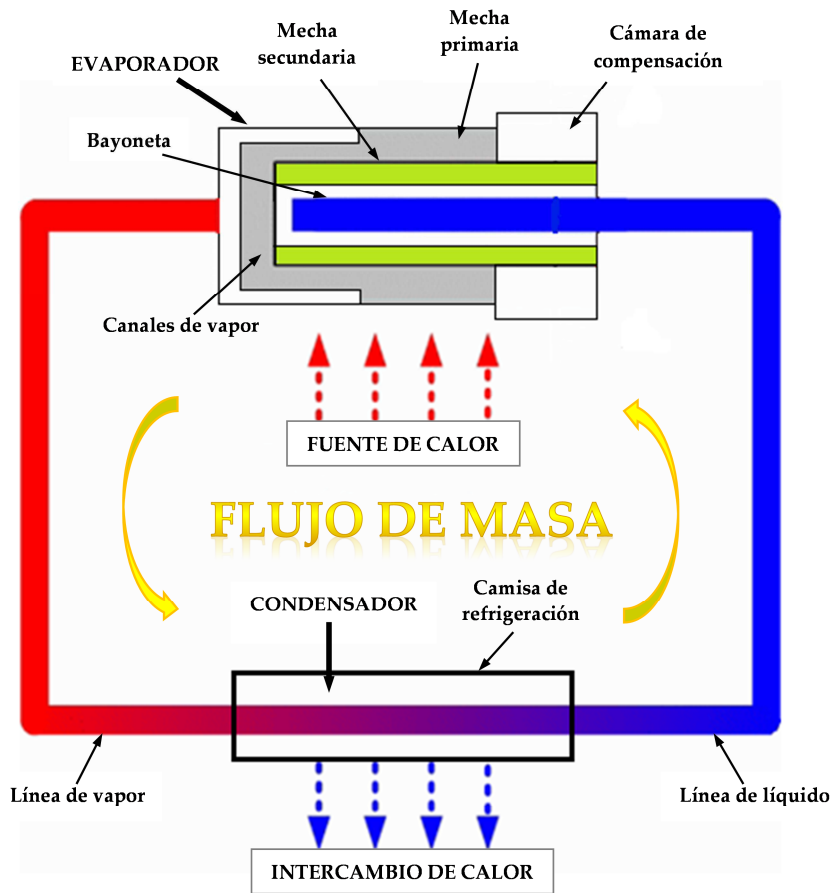 Mecha
secundaria
Mecha
primaria
Cámara de
compensación
EVAPORADOR
Bayoneta
Canales de vapor
FUENTE DE CALOR
FLUJO DE MASA
CONDENSADOR
Camisa de
refrigeración
Línea de vapor
Línea de líquido
INTERCAMBIO DE CALOR